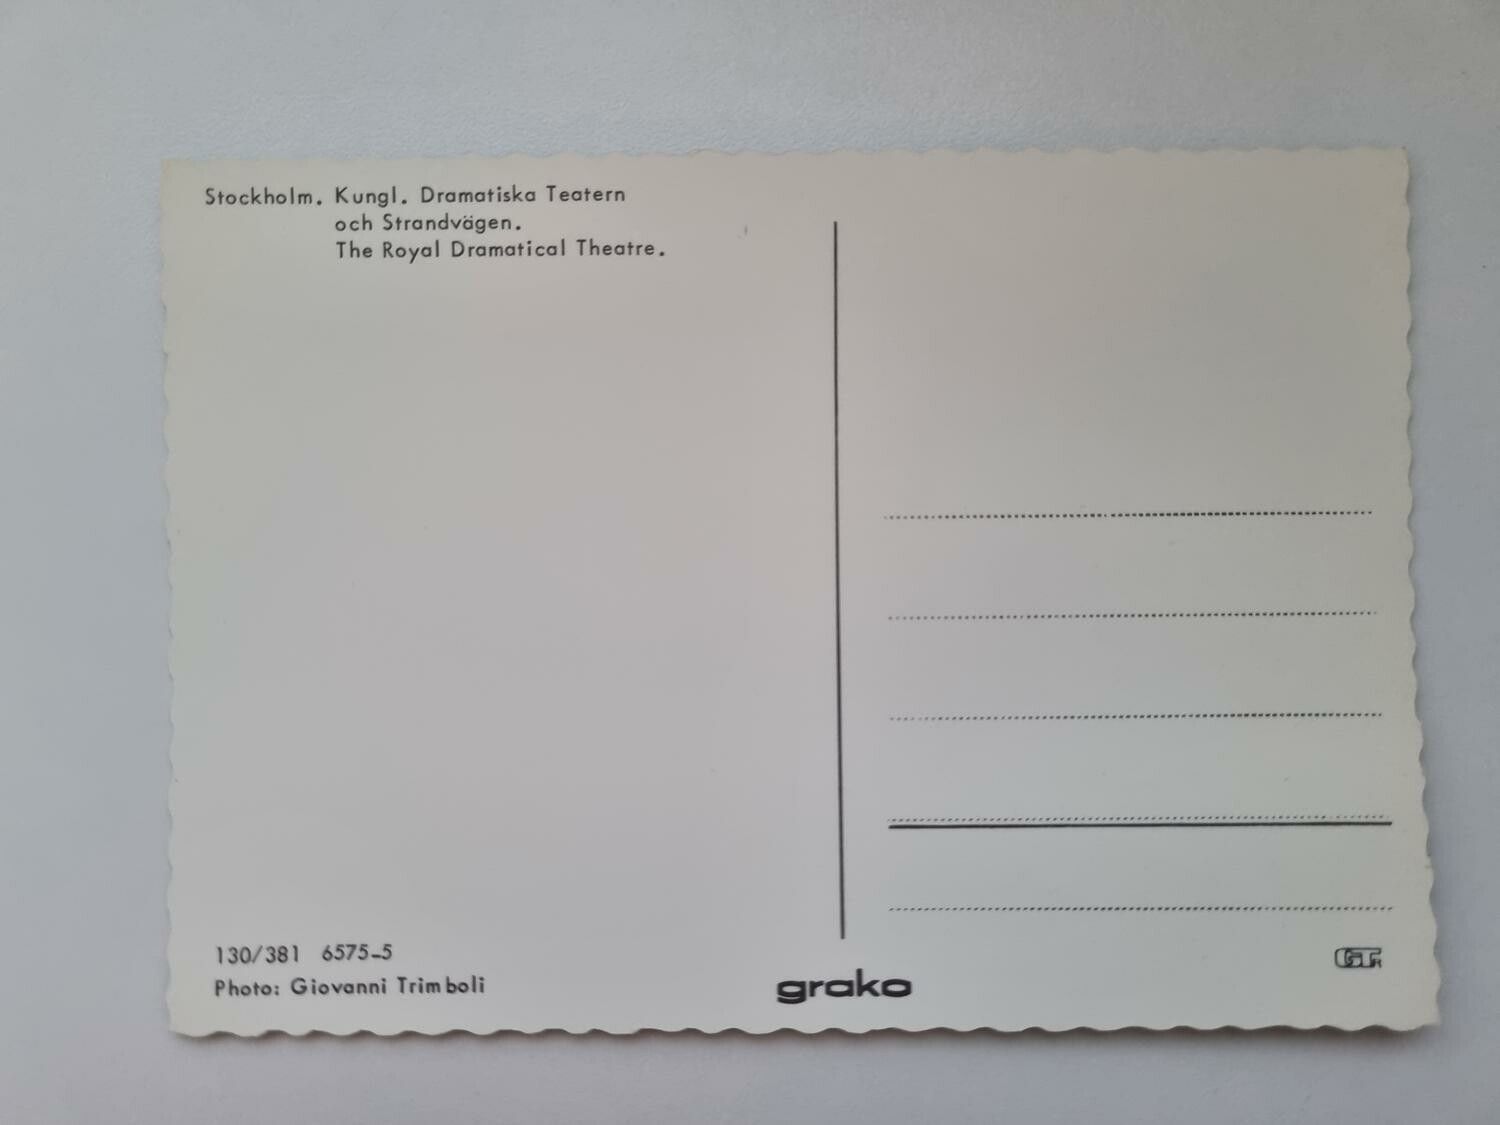 Stockholm. Kungl. Dramatiska Teatern
och Strandvägen.
The Royal Dramatical Theatre.
130/381 6575-5
Photo: Giovanni Trimboli
grako